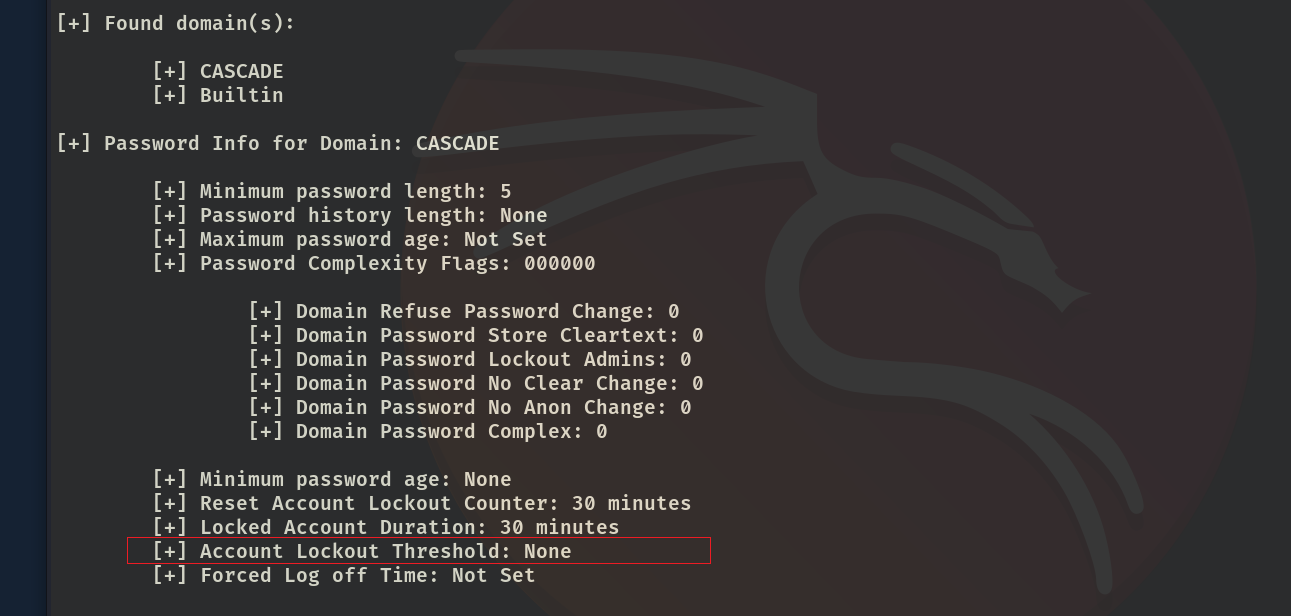 [+] Found domain(s):
[+] CASCADE
[+] Builtin
[+] Password Info for Domain: CASCADE
[+] Minimum password length: 5
[+] Password history length: None
[+] Maximum password age: Not Set
[+] Password Complexity Flags: 000000
[+] Domain Refuse Password Change: 0
[+] Domain Password Store Cleartext: 0
[+] Domain Password Lockout Admins: 0
[+] Domain Password No Clear Change: 0
[+] Domain Password No Anon Change: 0
[+] Domain Password Complex: 0
[+] Minimum password age: None
[+] Reset Account Lockout Counter: 30 minutes
[+] Locked Account Duration: 30 minutes
[+] Account Lockout Threshold: None
[+] Forced Log off Time: Not Set